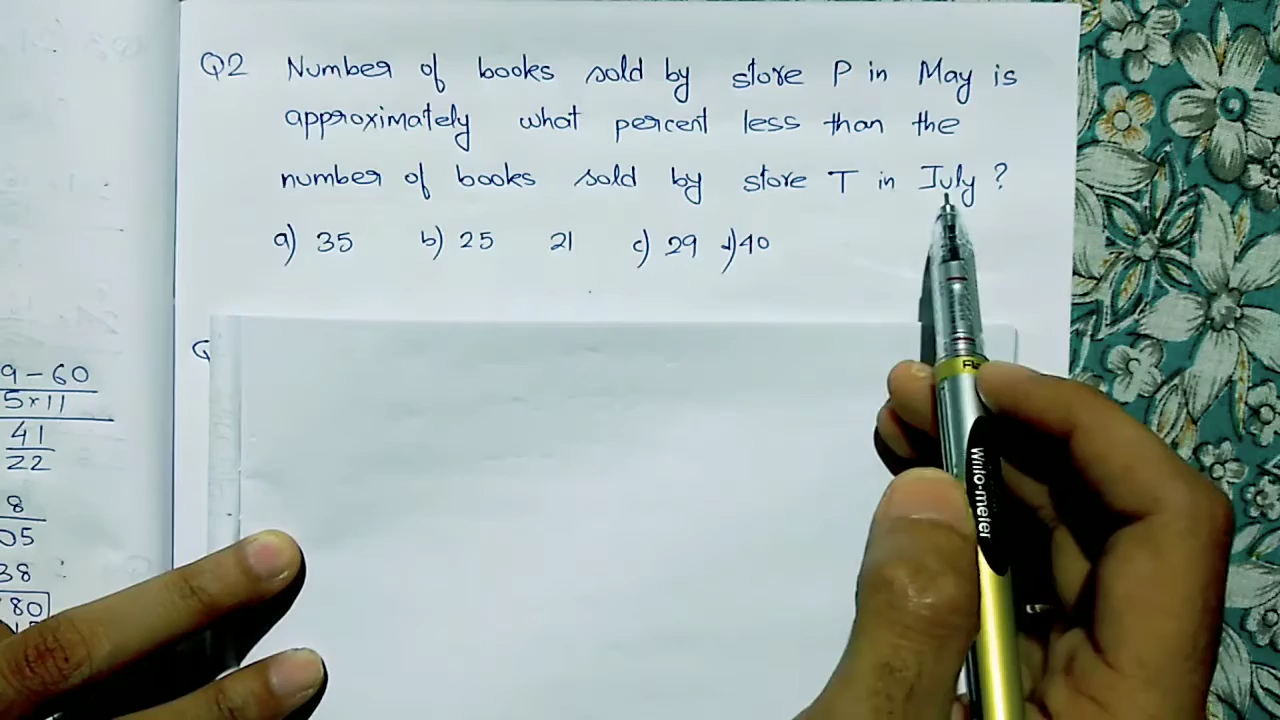 Q2 Number of books sold by store P in May is
approximately what percent less than the
number of books sold by store T in July ?
a) 35 b) 25 21 c) 29 d) 40
9 - 60
5 × 11
41
22
8
05
38
80
Write-meter